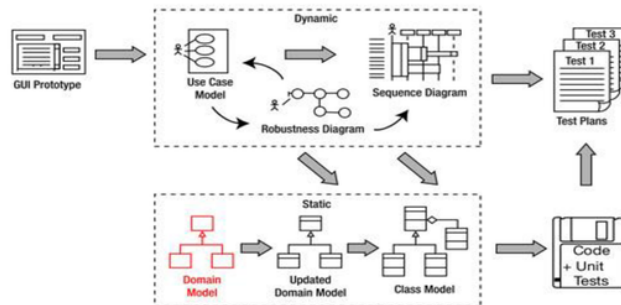 Dynamic
GUI Prototype
Use Case
Model
Robustness Diagram
Sequence Diagram
Test 3
Test 2
Test 1
Test Plans
Static
Domain
Model
Updated
Domain Model
Class Model
Code
+ Unit
Tests